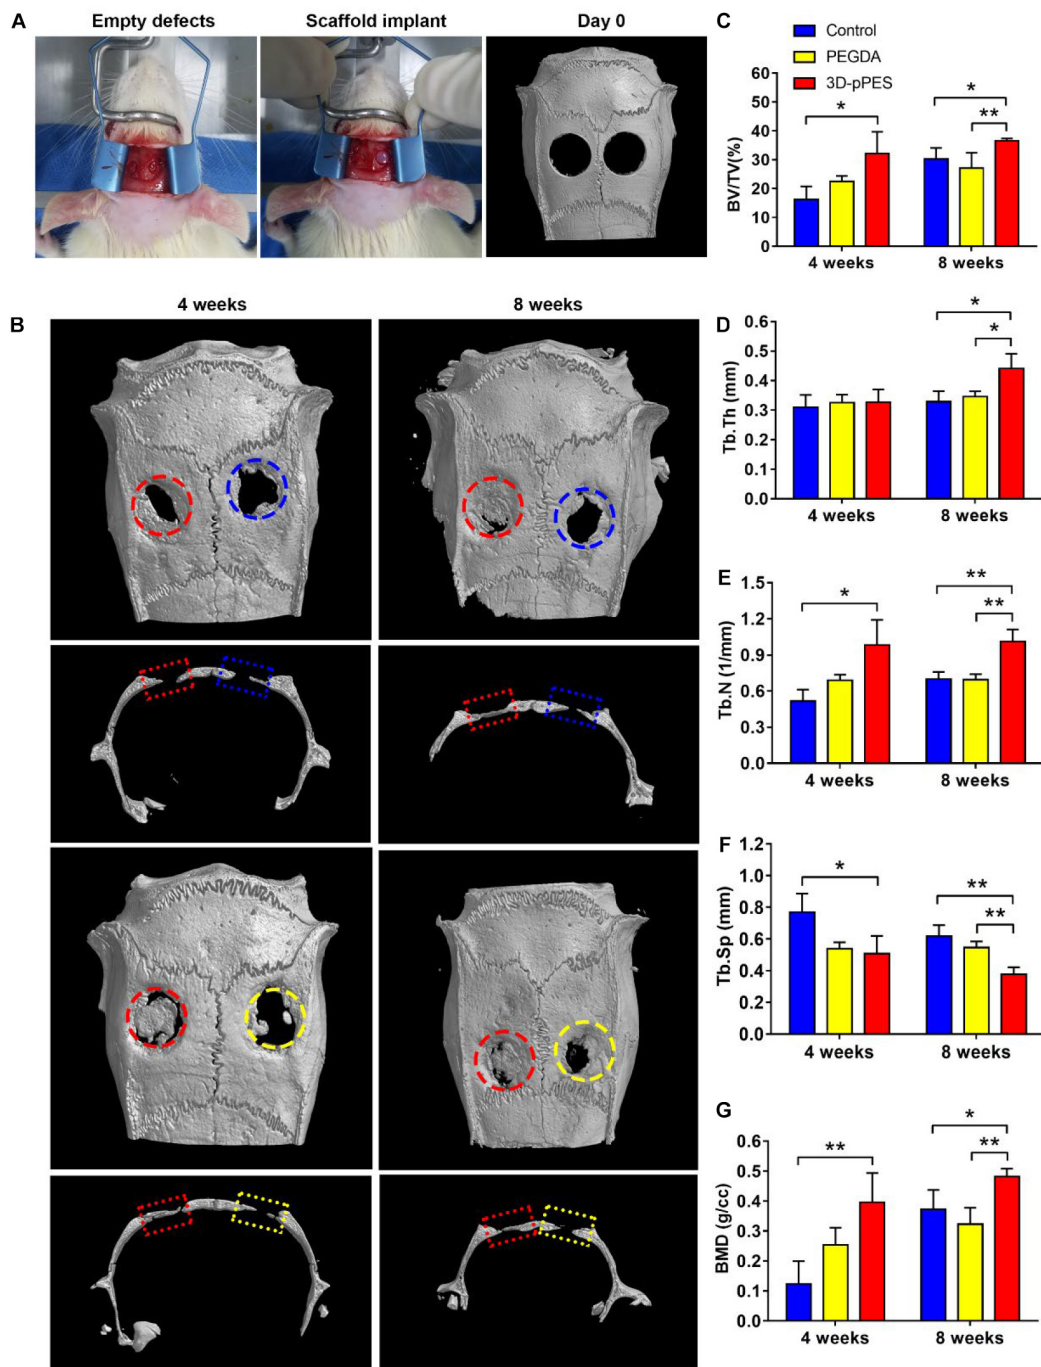 A
Empty defects
Scaffold implant
Day 0
B
4 weeks
8 weeks
C
Control
PEGDA
3D-pPES
BV/TV(%)
60
50
40
30
20
10
0
*
*
**
4 weeks
8 weeks
D
Tb.Th (mm)
0.6
0.5
0.4
0.3
0.2
0.1
0.0
*
*
4 weeks
8 weeks
E
Tb.N (1/mm)
1.5
1.2
0.9
0.6
0.3
0.0
*
**
**
4 weeks
8 weeks
F
Tb.Sp (mm)
1.2
1.0
0.8
0.6
0.4
0.2
0.0
*
**
**
4 weeks
8 weeks
G
BMD (g/cc)
0.6
0.5
0.4
0.3
0.2
0.1
0.0
**
*
**
4 weeks
8 weeks